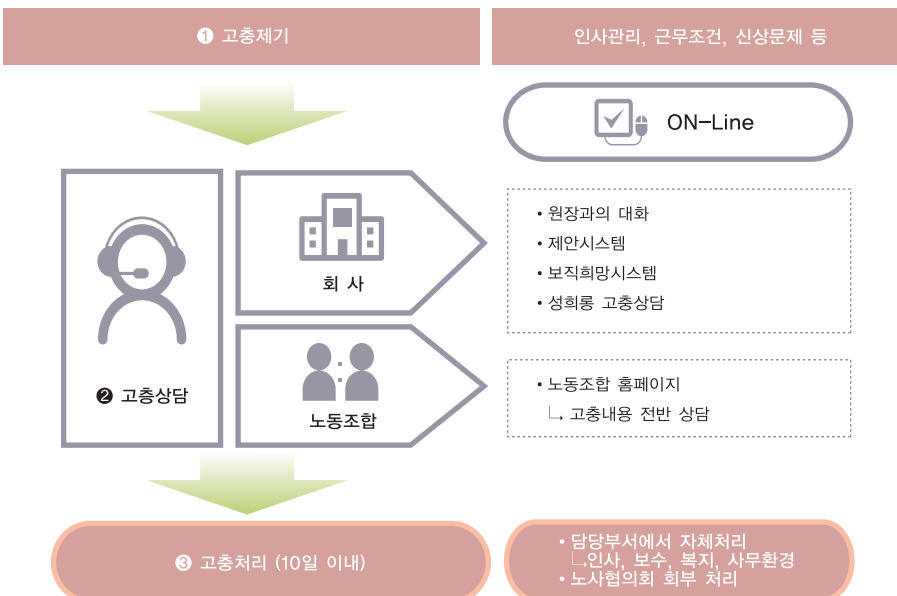 ❶ 고충제기
인사관리, 근무조건, 신상문제 등
ON-Line
회 사
• 원장과의 대화
• 제안시스템
• 보직희망시스템
• 성희롱 고충상담
❷ 고층상담
노동조합
• 노동조합 홈페이지
ㄴ, 고충내용 전반 상담
❸ 고충처리 (10일 이내)
• 담당부서에서 자체처리
ㄴ,인사, 보수, 복지, 사무환경
• 노사협의회 회부 처리